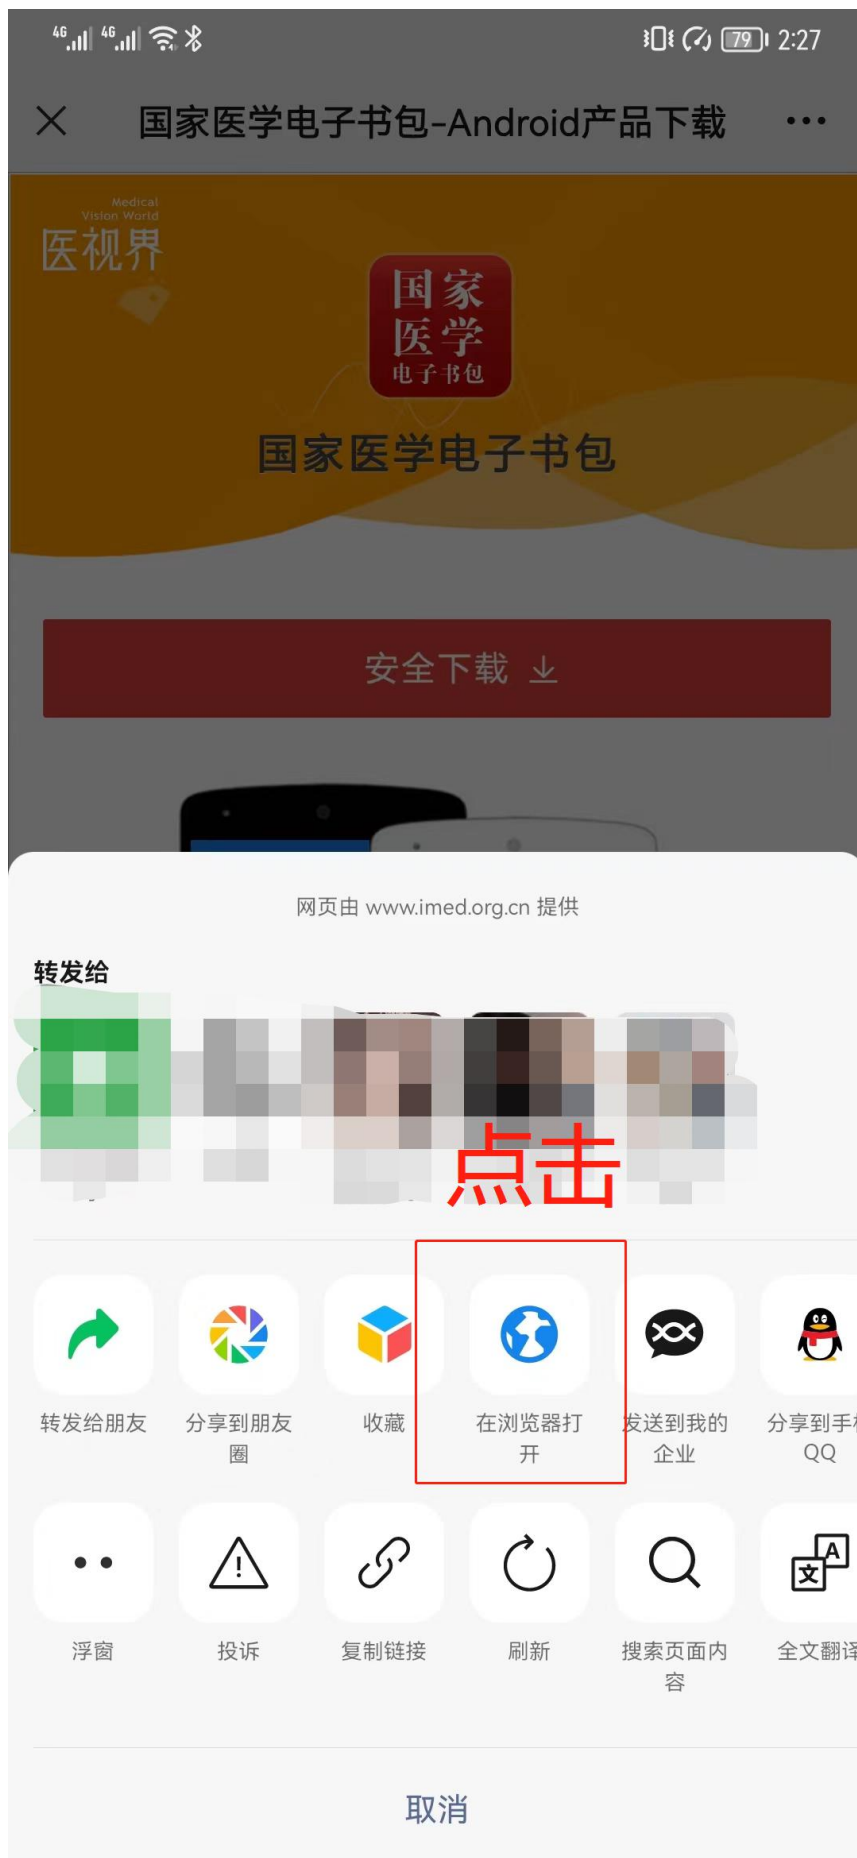 4G 4G 79 2:27
国家医学电子书包-Android产品下载
Medical
Vision World
医视界
国家
医学
电子书包
国家医学电子书包
安全下载
网页由 www.imed.org.cn 提供
转发给
点击
转发给朋友
分享到朋友
圈
收藏
在浏览器打
开
发送到我的
企业
分享到手机
QQ
浮窗
投诉
复制链接
刷新
搜索页面内
容
全文翻译
取消